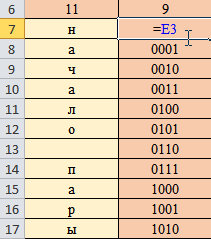 6 11 9
7 н =E3
8 а 0001
9 ч 0010
10 а 0011
11 л 0100
12 о 0101
13 0110
14 п 0111
15 а 1000
16 р 1001
17 ы 1010